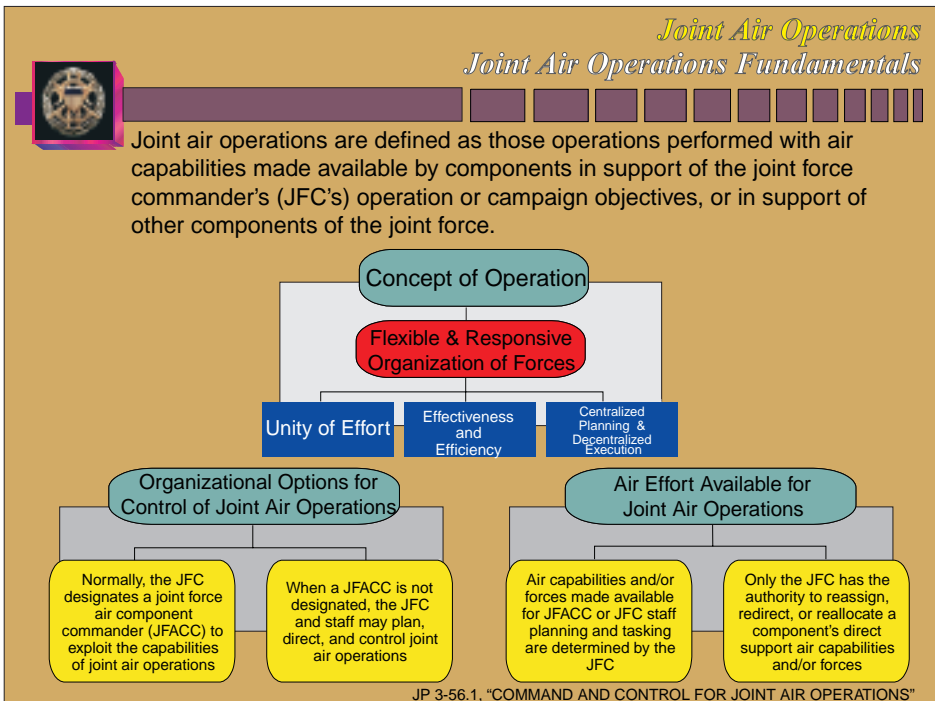 Joint Air Operations
Joint Air Operations Fundamentals
Joint air operations are defined as those operations performed with air
capabilities made available by components in support of the joint force
commander's (JFC's) operation or campaign objectives, or in support of
other components of the joint force.
Concept of Operation
Flexible & Responsive
Organization of Forces
Unity of Effort
Effectiveness
and
Efficiency
Centralized
Planning &
Decentralized
Execution
Organizational Options for
Control of Joint Air Operations
Normally, the JFC
designates a joint force
air component
commander (JFACC) to
exploit the capabilities
of joint air operations
When a JFACC is not
designated, the JFC
and staff may plan,
direct, and control joint
air operations
Air Effort Available for
Joint Air Operations
Air capabilities and/or
forces made available
for JFACC or JFC staff
planning and tasking
are determined by the
JFC
Only the JFC has the
authority to reassign,
redirect, or reallocate a
component's direct
support air capabilities
and/or forces
JP 3-56.1, "COMMAND AND CONTROL FOR JOINT AIR OPERATIONS"